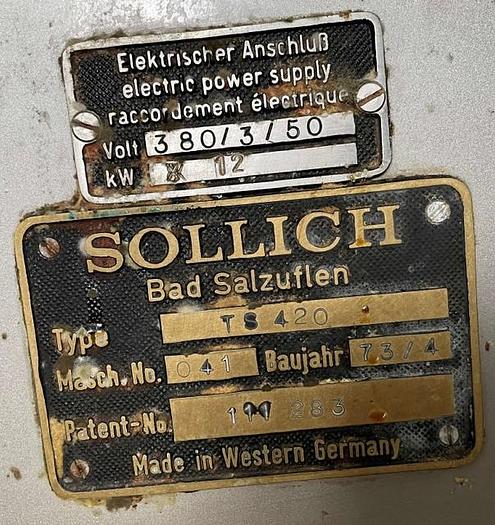 Elektrischer Anschluß
electric power supply
raccordement électrique
Volt 380/3/50
kW 12
SOLLICH
Bad Salzuflen
Type TS 420
Masch. No. 041 Baujahr 73/4
Patent-No. 283
Made in Western Germany